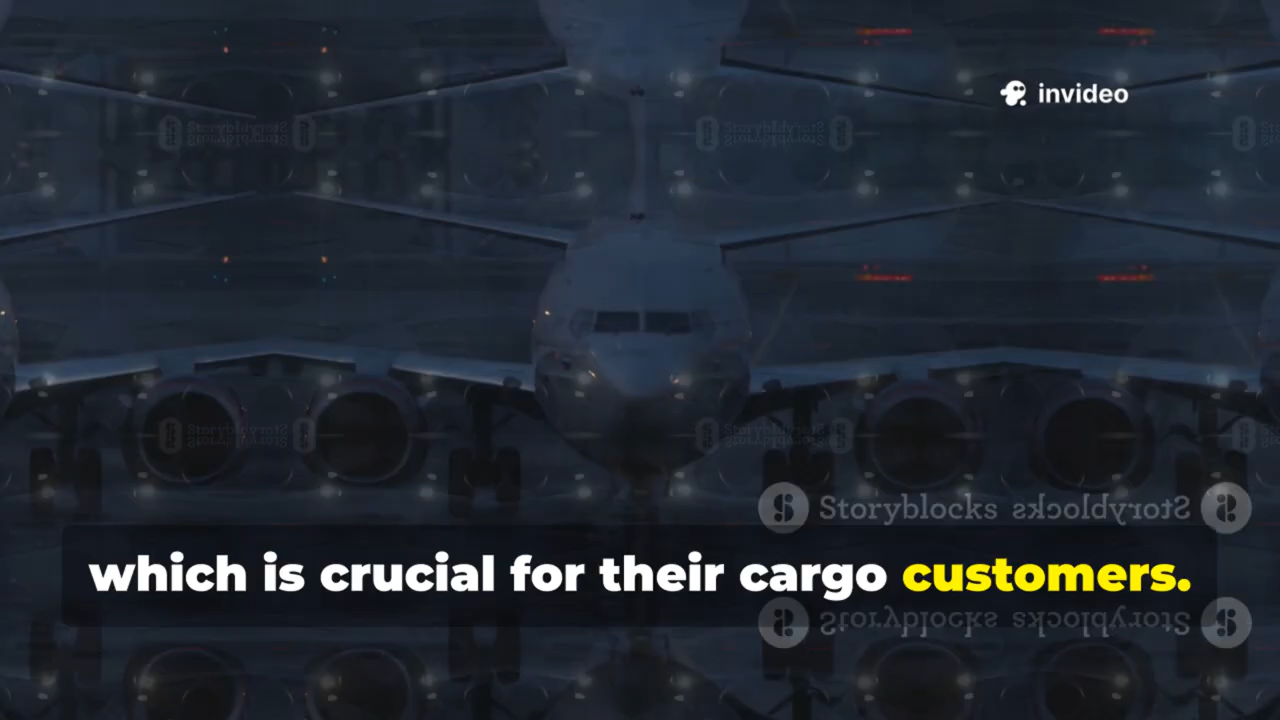 invideo
Storyblocks
which is crucial for their cargo customers.